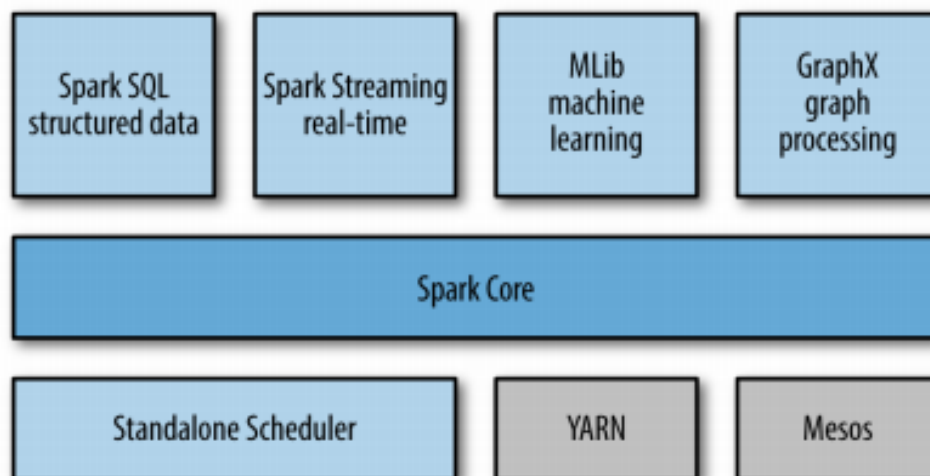 Spark SQL
structured data
Spark Streaming
real-time
MLib
machine
learning
GraphX
graph
processing
Spark Core
Standalone Scheduler
YARN
Mesos